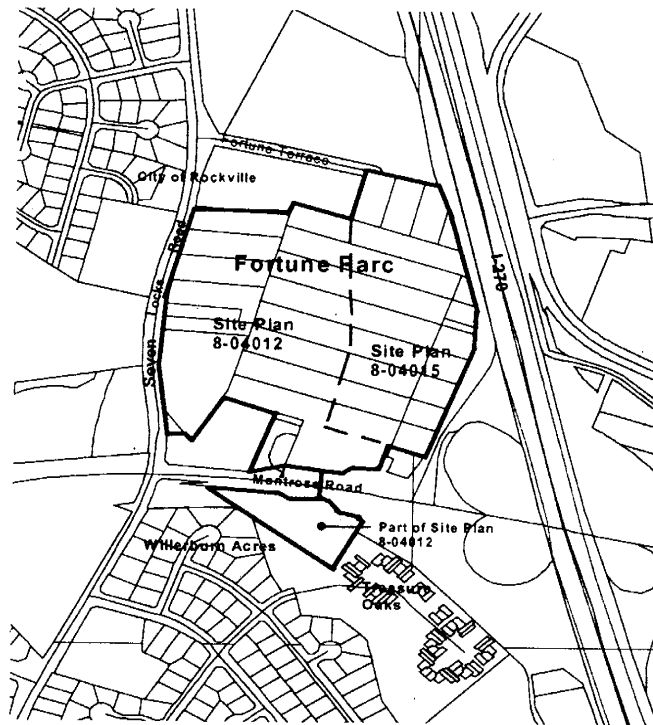 Fortune Terrace
City of Rockville
Seven Locks Road
Fortune Parc
I-270
Site Plan
8-04012
Site Plan
8-04015
Montrose Road
Part of Site Plan
8-04012
Willerburn Acres
Treasure
Oaks